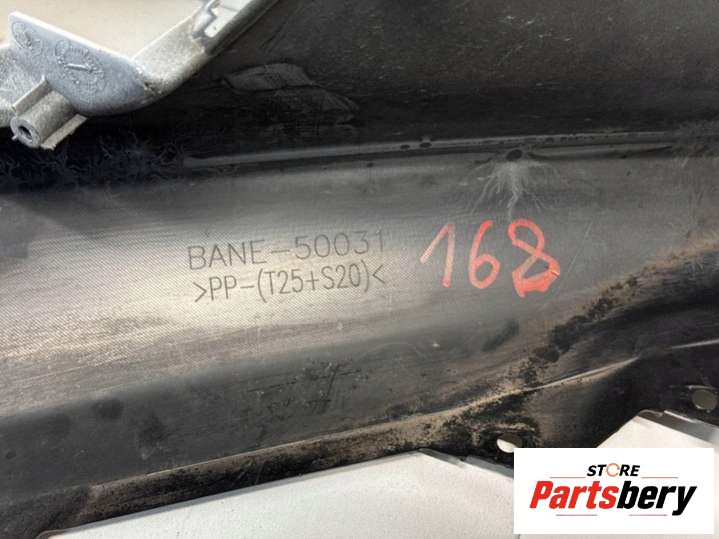 BANE-50031
>PP-(T25+S20)<
168
STORE
Partsbery